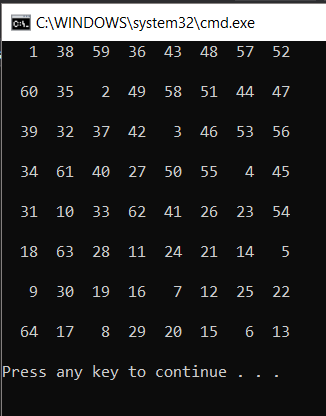 C:\WINDOWS\system32\cmd.exe
1 38 59 36 43 48 57 52
60 35 2 49 58 51 44 47
39 32 37 42 3 46 53 56
34 61 40 27 50 55 4 45
31 10 33 62 41 26 23 54
18 63 28 11 24 21 14 5
9 30 19 16 7 12 25 22
64 17 8 29 20 15 6 13
Press any key to continue . . .